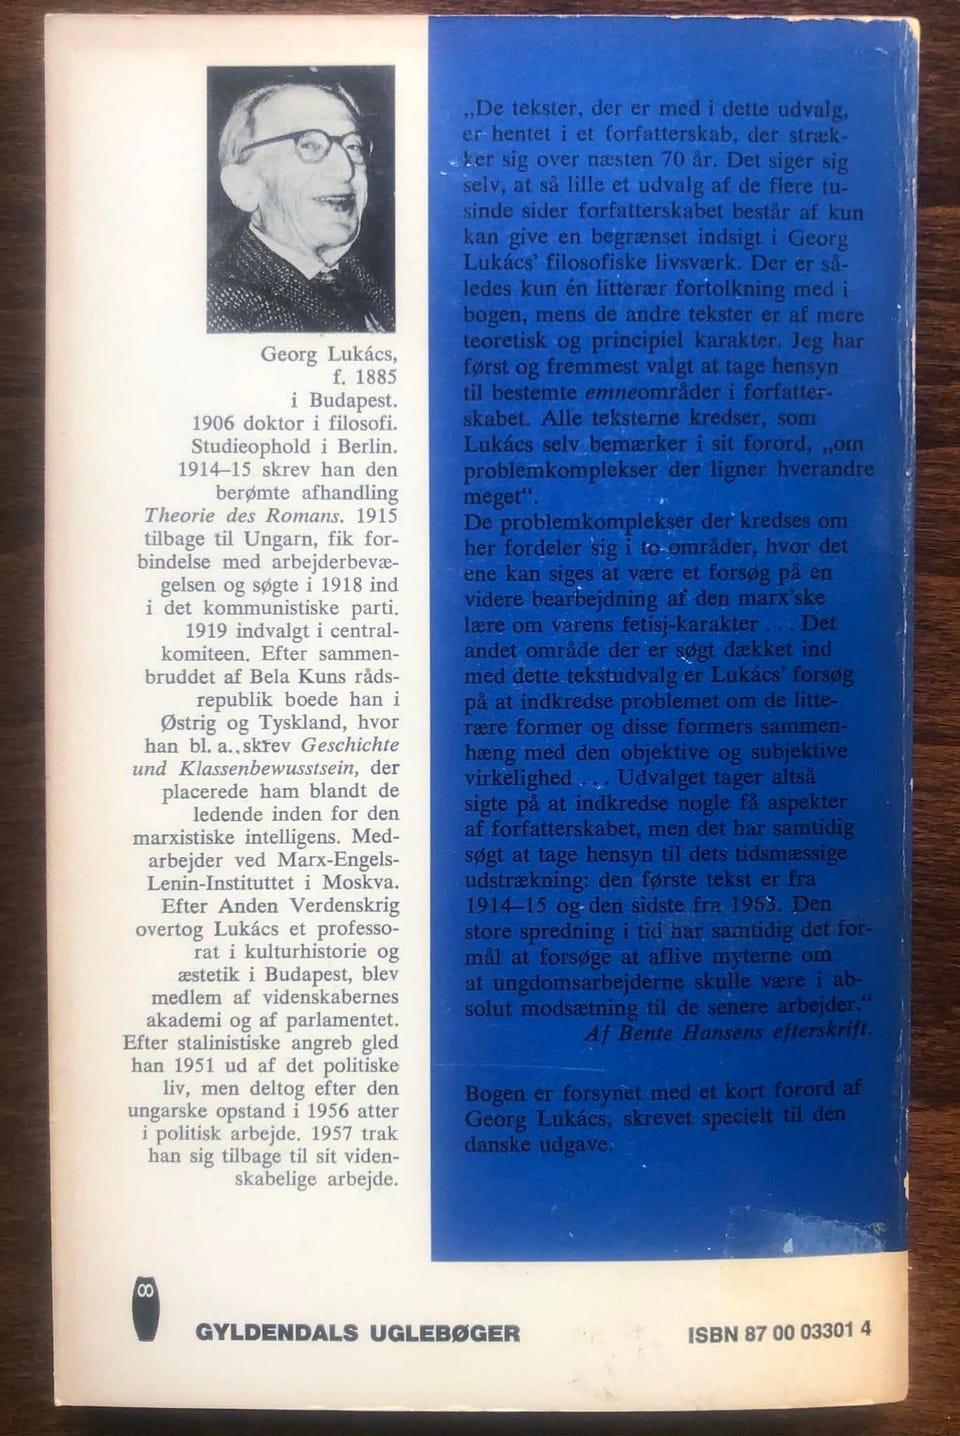 Georg Lukács,
f. 1885
i Budapest.
1906 doktor i filosofi.
Studieophold i Berlin.
1914–15 skrev han den
berømte afhandling
Theorie des Romans. 1915
tilbage til Ungarn, fik for-
bindelse med arbejderbevæ-
gelsen og søgte i 1918 ind
i det kommunistiske parti.
1919 indvalgt i central-
komiteen. Efter sammen-
bruddet af Bela Kuns råds-
republik boede han i
Østrig og Tyskland, hvor
han bl. a. skrev Geschichte
und Klassenbewusstsein, der
placerede ham blandt de
ledende inden for den
marxistiske intelligens. Med-
arbejder ved Marx-Engels-
Lenin-Instituttet i Moskva.
Efter Anden Verdenskrig
overtog Lukács et professo-
rat i kulturhistorie og
æstetik i Budapest, blev
medlem af videnskabernes
akademi og af parlamentet.
Efter stalinistiske angreb gled
han 1951 ud af det politiske
liv, men deltog efter den
ungarske opstand i 1956 atter
i politisk arbejde. 1957 trak
han sig tilbage til sit viden-
skabelige arbejde.
„De tekster, der er med i dette udvalg,
er hentet i et forfatterskab, der stræk-
ker sig over næsten 70 år. Det siger sig
selv, at så lille et udvalg af de flere tu-
sinde sider forfatterskabet består af kun
kan give en begrænset indsigt i Georg
Lukács' filosofiske livsværk. Der er så-
ledes kun én litterær fortolkning med i
bogen, mens de andre tekster er af mere
teoretisk og principiel karakter. Jeg har
først og fremmest valgt at tage hensyn
til bestemte emneområder i forfatter-
skabet. Alle teksterne kredser, som
Lukács selv bemærker i sit forord, „om
problemkomplekser der ligner hverandre
meget“.
De problemkomplekser der kredses om
her fordeler sig i to områder, hvor det
ene kan siges at være et forsøg på en
videre bearbejdning af den marx'ske
lære om varens fetisj-karakter ... Det
andet område der er søgt dækket ind
med dette tekstudvalg er Lukács' forsøg
på at indkredse problemet om de litte-
rære former og disse formers sammen-
hæng med den objektive og subjektive
virkelighed ... Udvalget tager altså
sigte på at indkredse nogle få aspekter
af forfatterskabet, men det har samtidig
søgt at tage hensyn til dets tidsmæssige
udstrækning: den første tekst er fra
1914–15 og den sidste fra 1963. Den
store spredning i tid har samtidig det for-
mål at forsøge at aflive myterne om
at ungdomsarbejderne skulle være i ab-
solut modsætning til de senere arbejder.“
Af Bente Hansens efterskrift.
Bogen er forsynet med et kort forord af
Georg Lukács, skrevet specielt til den
danske udgave.
GYLDENDALS UGLEBØGER
ISBN 87 00 03301 4